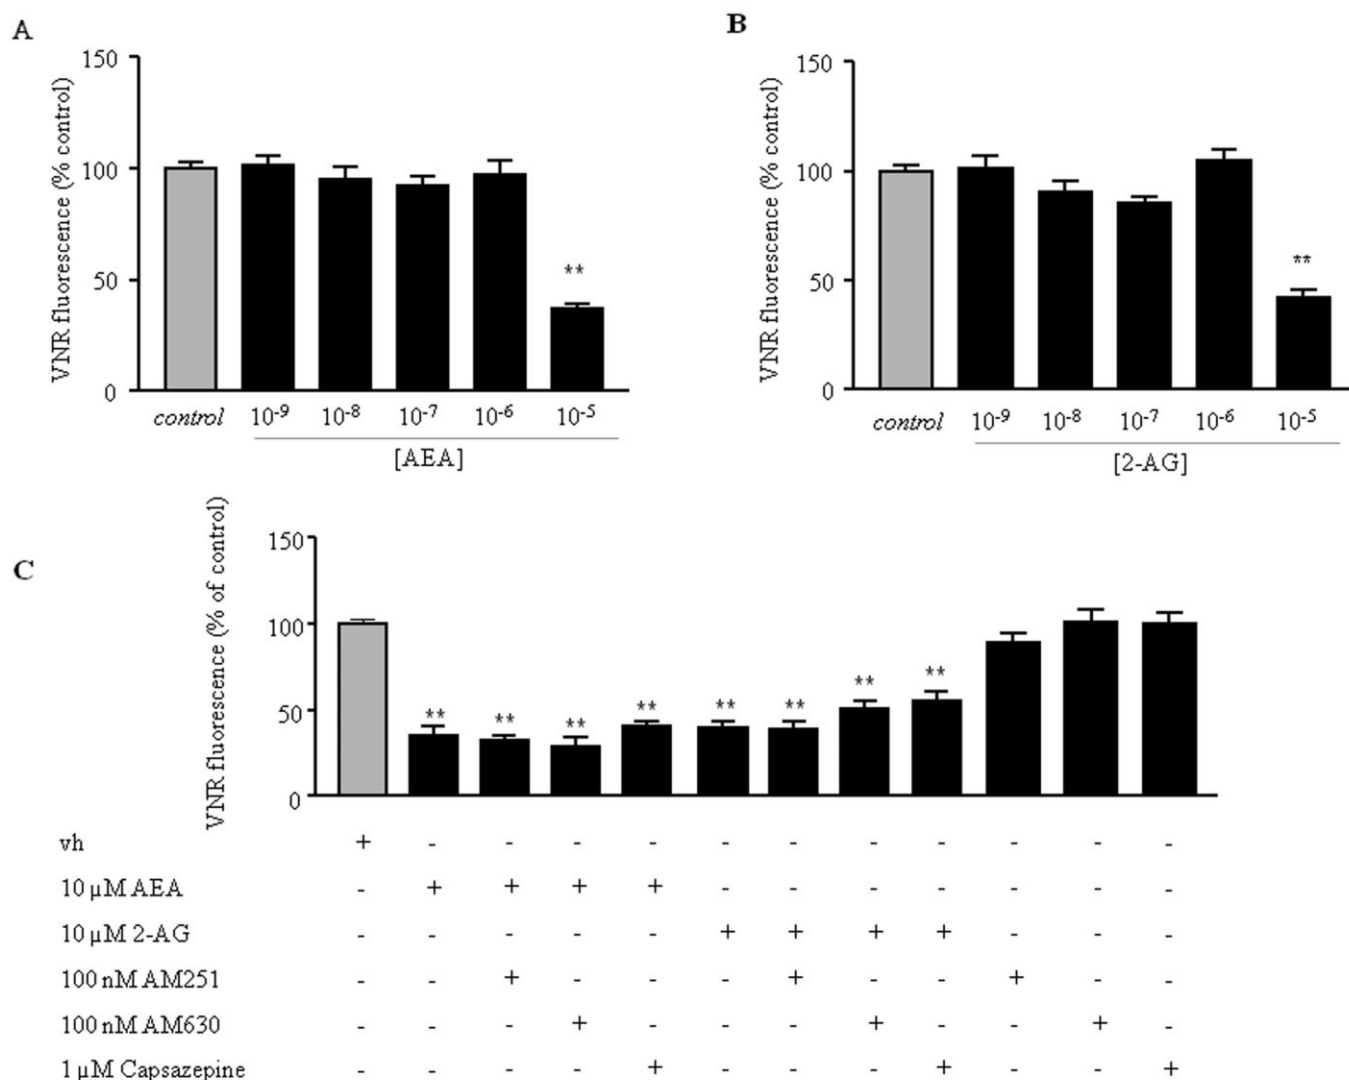 A
VNR fluorescence (% control)
150
100
50
0
**
control 10-9 10-8 10-7 10-6 10-5
[AEA]
B
VNR fluorescence (% control)
150
100
50
0
**
control 10-9 10-8 10-7 10-6 10-5
[2-AG]
C
VNR fluorescence (% of control)
150
100
50
0
** ** ** ** ** ** ** **
vh + - - - - - - - - - - -
10 µM AEA - + + + + - - - - - - -
10 µM 2-AG - - - - - + + + + - - -
100 nM AM251 - - + - - - + - - + - -
100 nM AM630 - - - + - - - + - - + -
1 µM Capsazepine - - - - + - - - + - - +